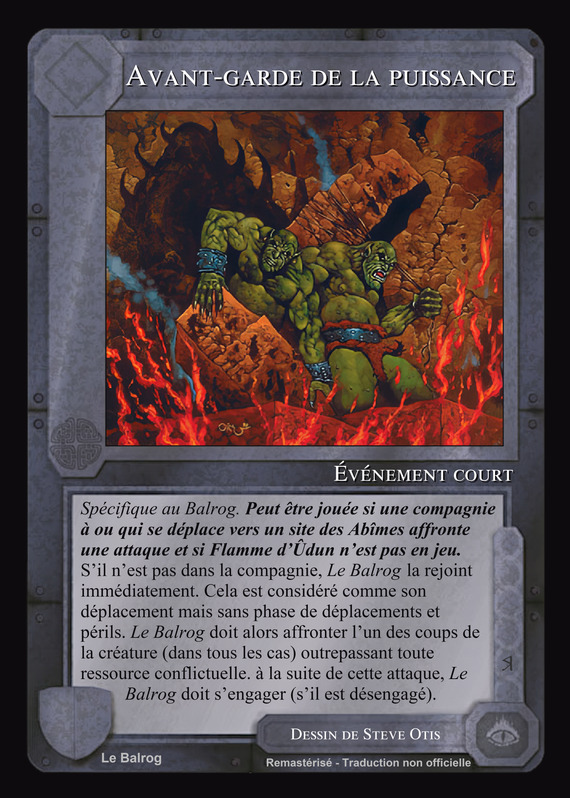 Avant-garde de la puissance
Événement court
Spécifique au Balrog. Peut être jouée si une compagnie
à ou qui se déplace vers un site des Abîmes affronte
une attaque et si Flamme d'Ûdun n'est pas en jeu.
S'il n'est pas dans la compagnie, Le Balrog la rejoint
immédiatement. Cela est considéré comme son
déplacement mais sans phase de déplacements et
périls. Le Balrog doit alors affronter l'un des coups de
la créature (dans tous les cas) outrepassant toute
ressource conflictuelle. à la suite de cette attaque, Le
Balrog doit s'engager (s'il est désengagé).
Dessin de Steve Otis
Le Balrog
Remastérisé - Traduction non officielle